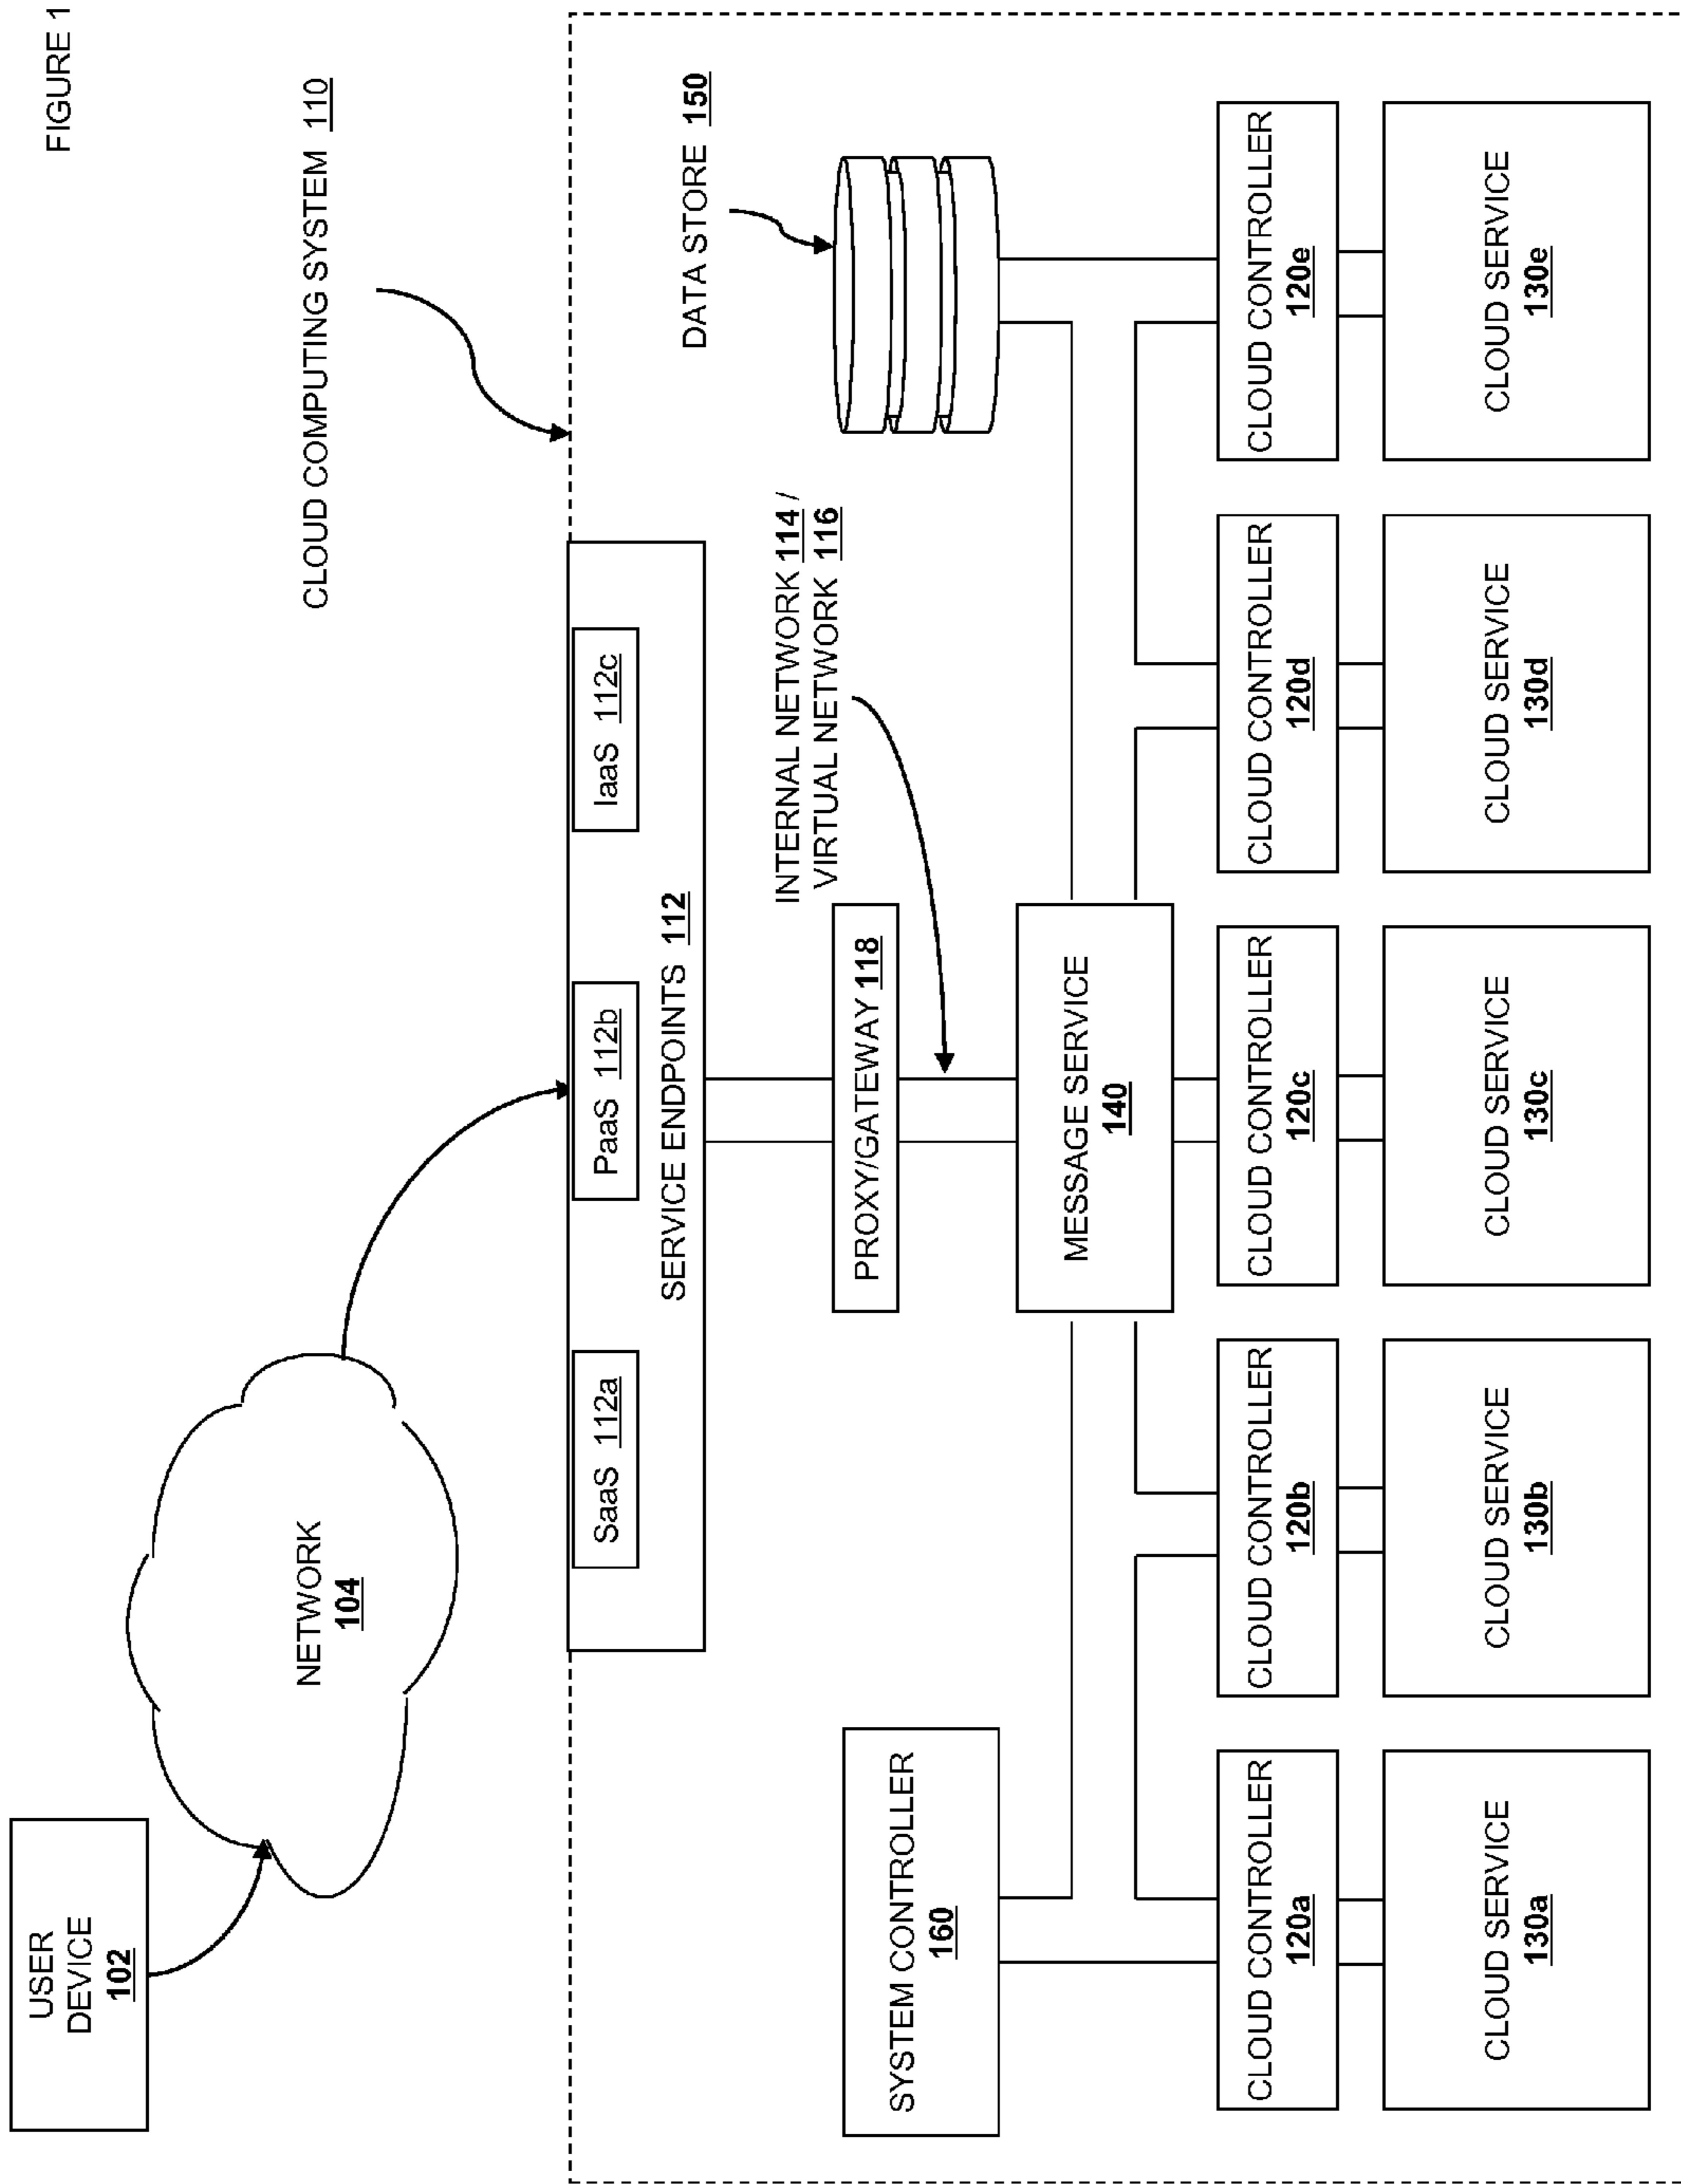 FIGURE 1
USER
DEVICE
102
NETWORK
104
CLOUD COMPUTING SYSTEM 110
SaaS 112a
PaaS 112b
IaaS 112c
SERVICE ENDPOINTS 112
DATA STORE 150
INTERNAL NETWORK 114 /
VIRTUAL NETWORK 116
PROXY/GATEWAY 118
SYSTEM CONTROLLER
160
MESSAGE SERVICE
140
CLOUD CONTROLLER
120a
CLOUD CONTROLLER
120b
CLOUD CONTROLLER
120c
CLOUD CONTROLLER
120d
CLOUD CONTROLLER
120e
CLOUD SERVICE
130a
CLOUD SERVICE
130b
CLOUD SERVICE
130c
CLOUD SERVICE
130d
CLOUD SERVICE
130e